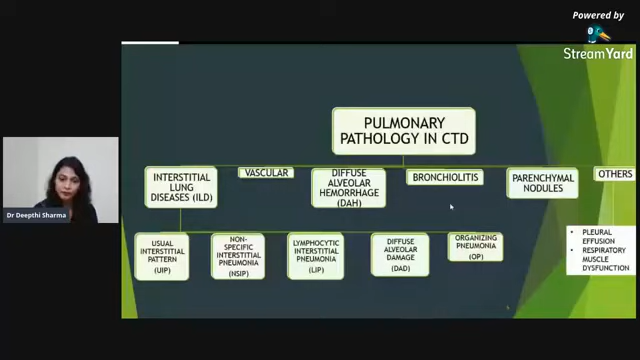 Powered by
StreamYard
PULMONARY
PATHOLOGY IN CTD
INTERSTITIAL
LUNG
DISEASES (ILD)
VASCULAR
DIFFUSE
ALVEOLAR
HEMORRHAGE
(DAH)
BRONCHIOLITIS
PARENCHYMAL
NODULES
OTHERS
USUAL
INTERSTITIAL
PATTERN
(UIP)
NON-
SPECIFIC
INTERSTITIAL
PNEUMONIA
(NSIP)
LYMPHOCYTIC
INTERSTITIAL
PNEUMONIA
(LIP)
DIFFUSE
ALVEOLAR
DAMAGE
(DAD)
ORGANIZING
PNEUMONIA
(OP)
• PLEURAL
EFFUSION
• RESPIRATORY
MUSCLE
DYSFUNCTION
Dr Deepthi Sharma